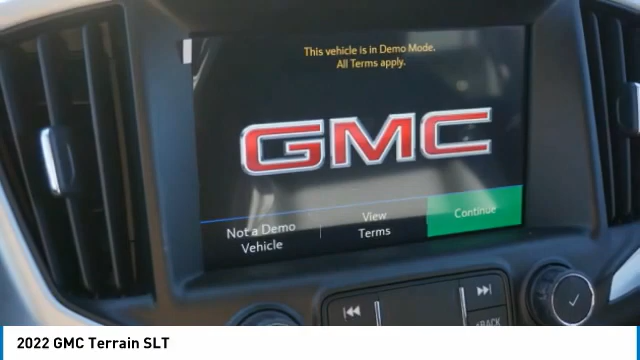 This vehicle is in Demo Mode.
All Terms apply.
GMC
Not a Demo
Vehicle
View
Terms
Continue
BACK
2022 GMC Terrain SLT